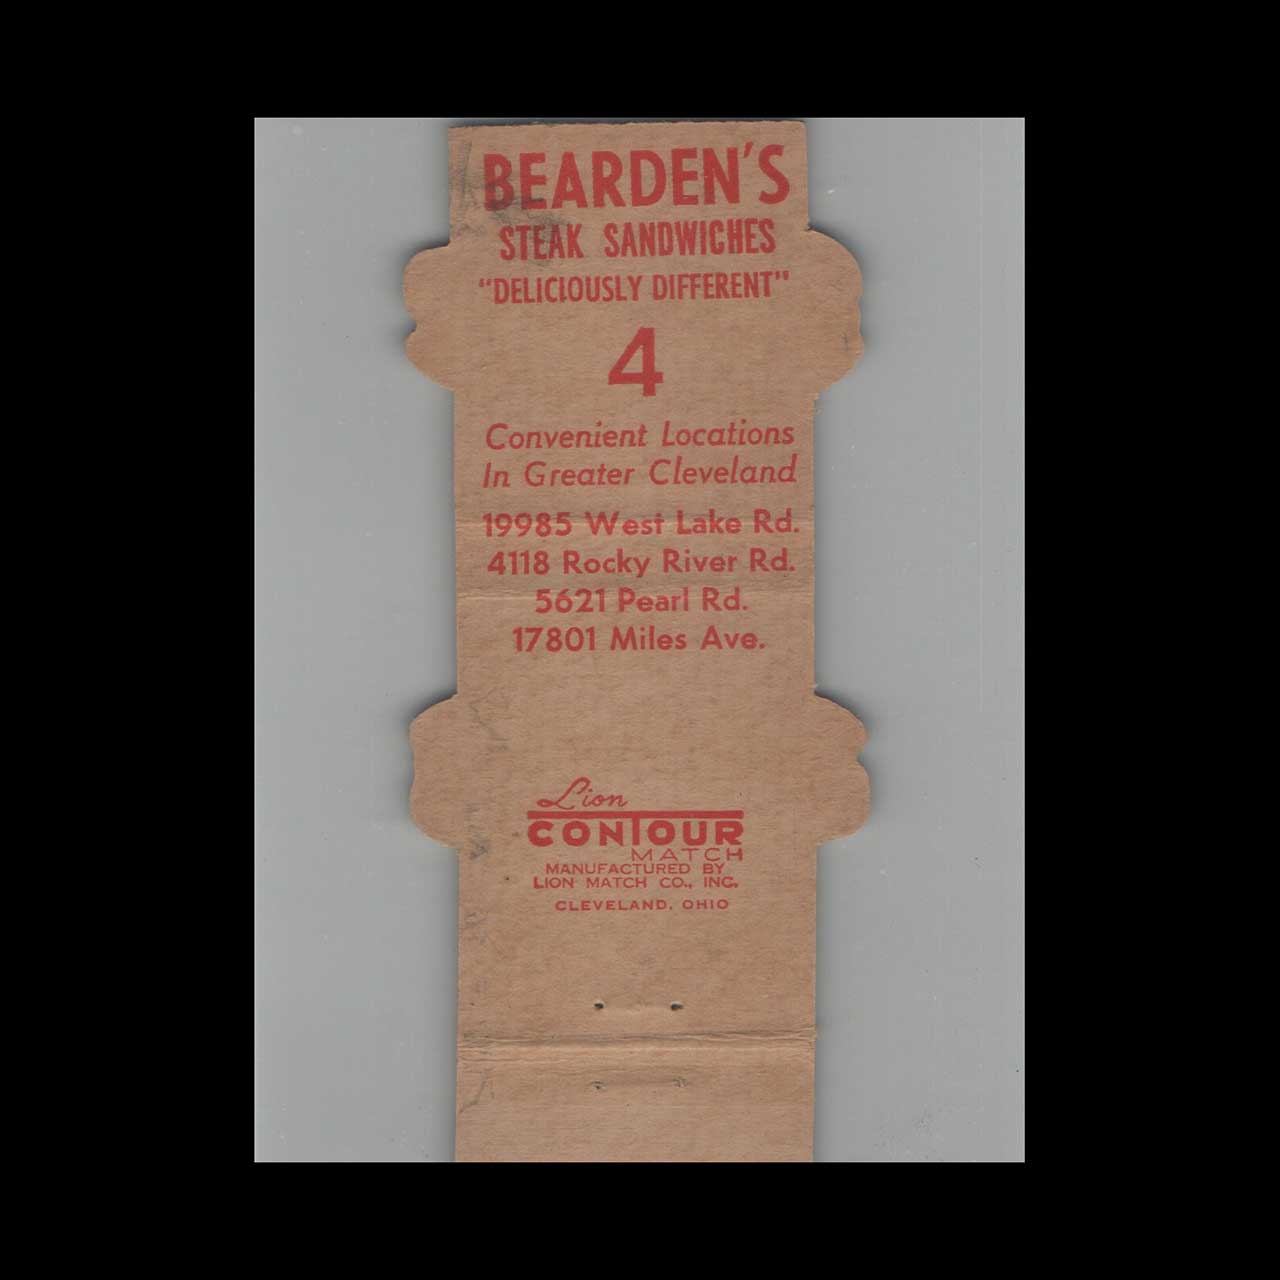 BEARDEN'S
STEAK SANDWICHES
"DELICIOUSLY DIFFERENT"
4
Convenient Locations
In Greater Cleveland
19985 West Lake Rd.
4118 Rocky River Rd.
5621 Pearl Rd.
17801 Miles Ave.
Lion
CONTOUR
MATCH
MANUFACTURED BY
LION MATCH CO., INC.
CLEVELAND, OHIO